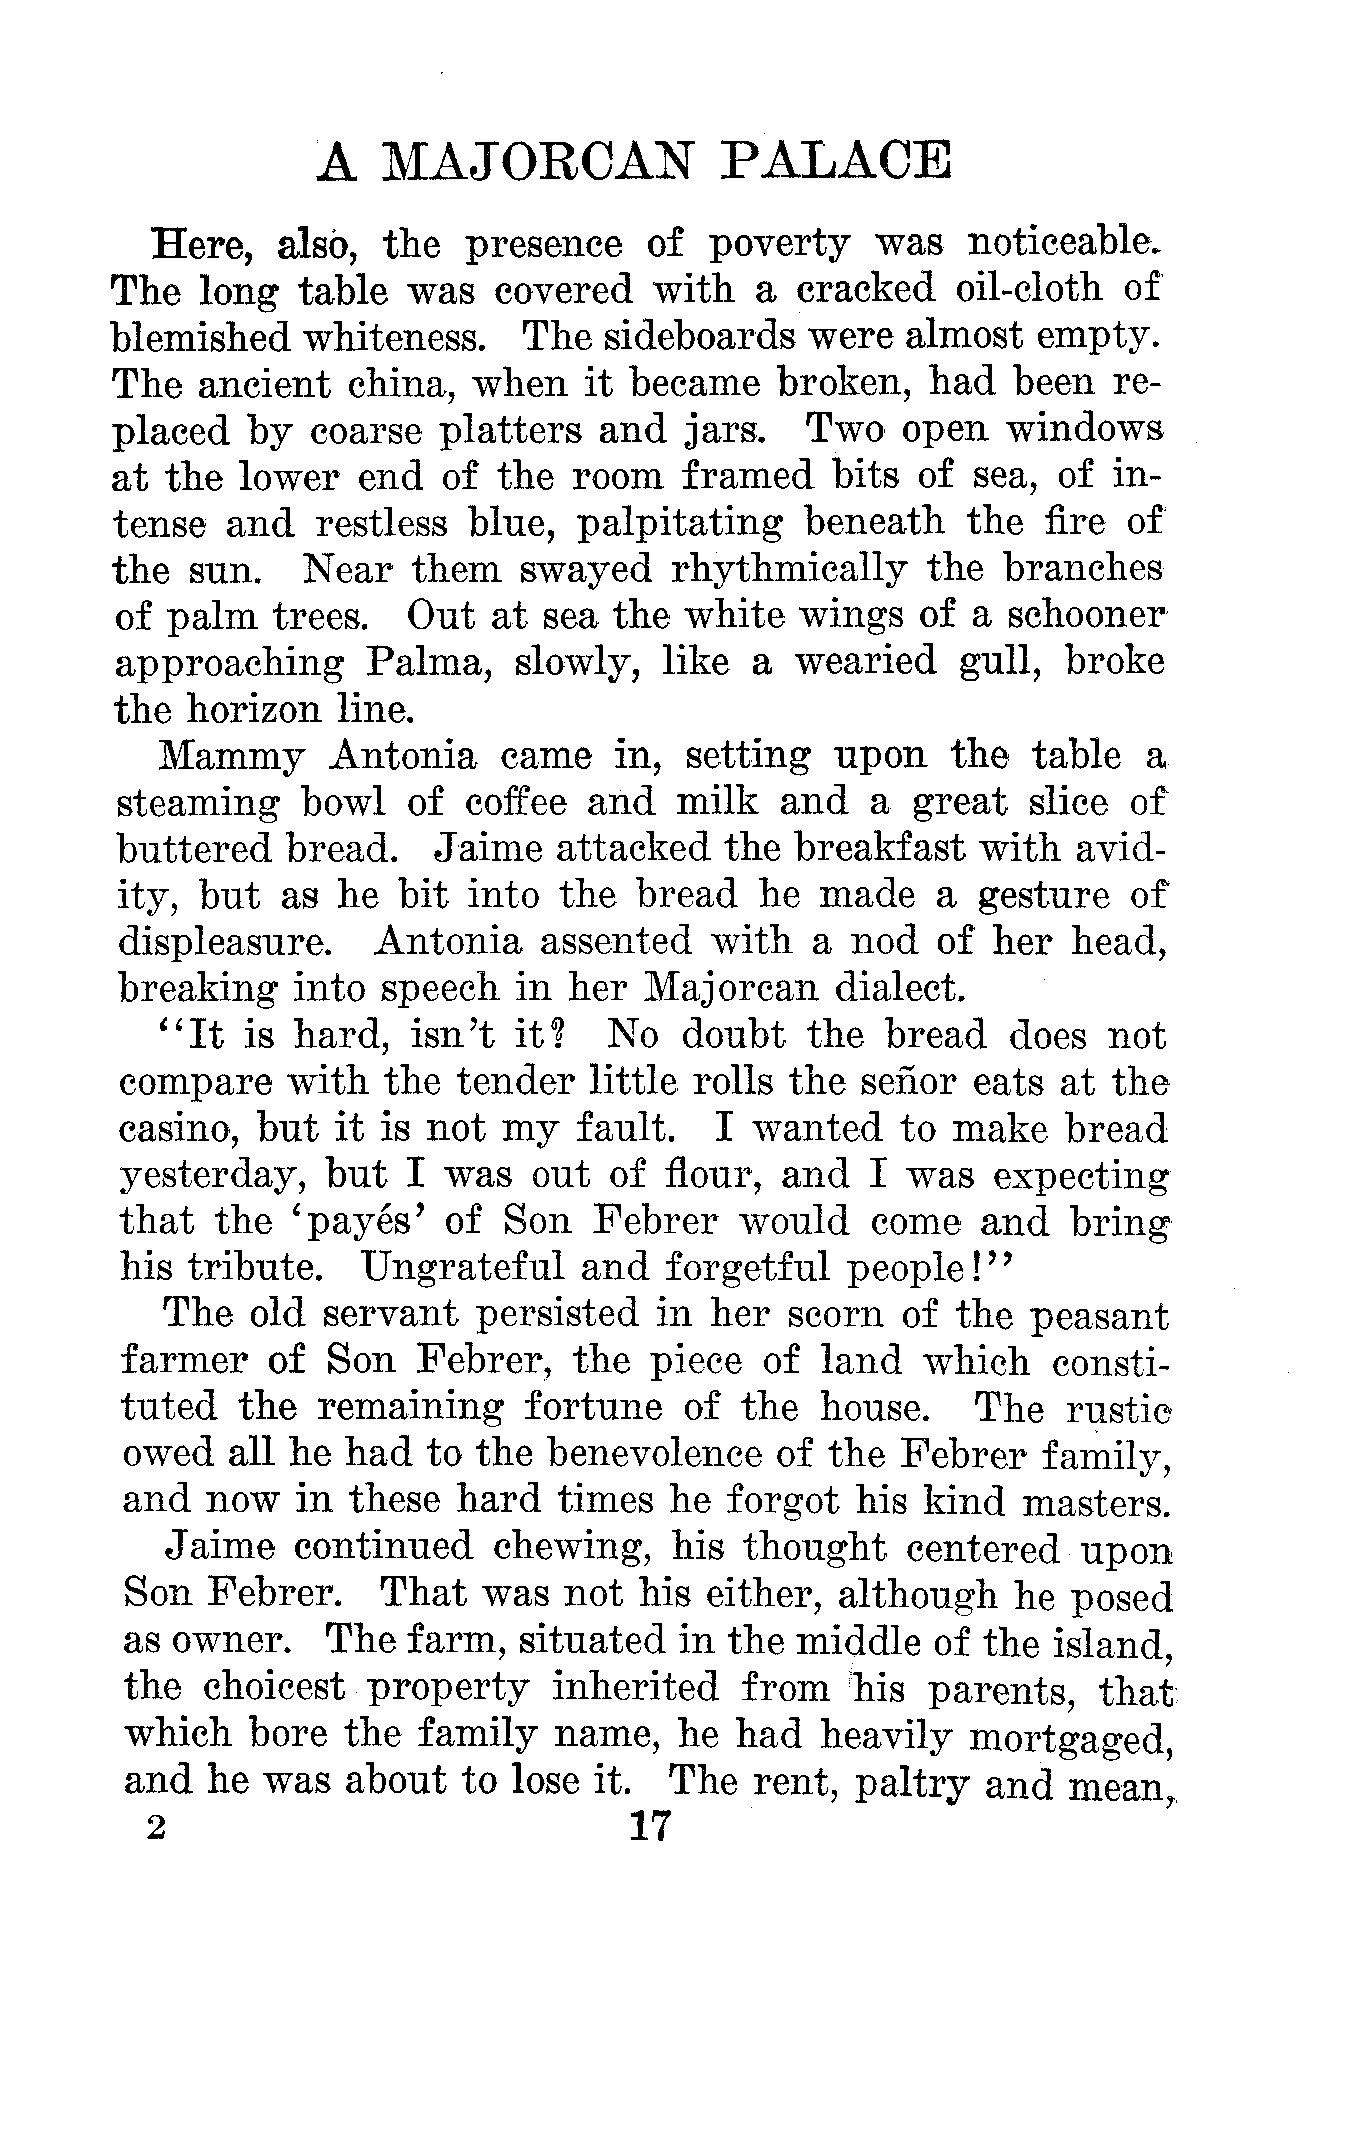 A MAJORCAN PALACE
Here, also, the presence of poverty was noticeable.
The long table was covered with a cracked oil-cloth of
blemished whiteness. The sideboards were almost empty.
The ancient china, when it became broken, had been re-
placed by coarse platters and jars. Two open windows
at the lower end of the room framed bits of sea, of in-
tense and restless blue, palpitating beneath the fire of
the sun. Near them swayed rhythmically the branches
of palm trees. Out at sea the white wings of a schooner
approaching Palma, slowly, like a wearied gull, broke
the horizon line.
Mammy Antonia came in, setting upon the table a
steaming bowl of coffee and milk and a great slice of
buttered bread. Jaime attacked the breakfast with avid-
ity, but as he bit into the bread he made a gesture of
displeasure. Antonia assented with a nod of her head,
breaking into speech in her Majorcan dialect.
"It is hard, isn't it? No doubt the bread does not
compare with the tender little rolls the señor eats at the
casino, but it is not my fault. I wanted to make bread
yesterday, but I was out of flour, and I was expecting
that the 'payés' of Son Febrer would come and bring
his tribute. Ungrateful and forgetful people!"
The old servant persisted in her scorn of the peasant
farmer of Son Febrer, the piece of land which consti-
tuted the remaining fortune of the house. The rustic
owed all he had to the benevolence of the Febrer family,
and now in these hard times he forgot his kind masters.
Jaime continued chewing, his thought centered upon
Son Febrer. That was not his either, although he posed
as owner. The farm, situated in the middle of the island,
the choicest property inherited from his parents, that
which bore the family name, he had heavily mortgaged,
and he was about to lose it. The rent, paltry and mean,
2 17